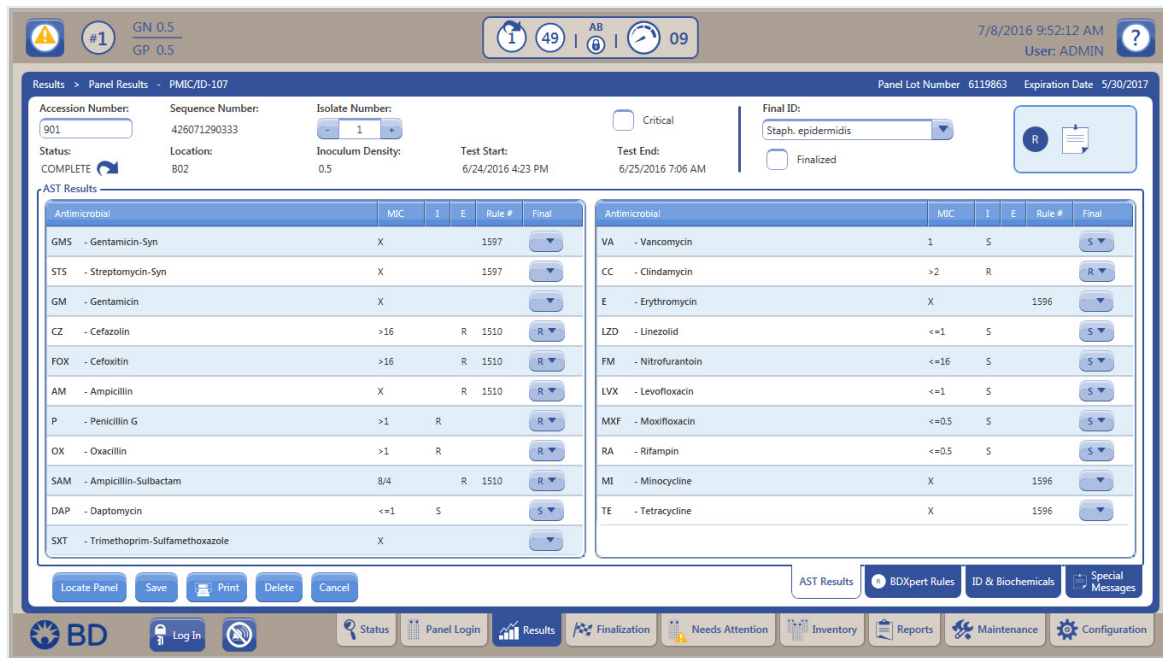 #1 GN 0.5 1 49 | AB | 09 7/8/2016 9:52:12 AM ?
GP 0.5 User: ADMIN
Results > Panel Results - PMIC/ID-107 Panel Lot Number 6119863 Expiration Date 5/30/2017
Accession Number: Sequence Number: Isolate Number: Critical Final ID:
901 426071290333 - 1 + Staph. epidermidis R
Status: Location: Inoculum Density: Test Start: Test End: Finalized
COMPLETE B02 0.5 6/24/2016 4:23 PM 6/25/2016 7:06 AM
AST Results
Antimicrobial MIC I E Rule # Final Antimicrobial MIC I E Rule # Final
GMS - Gentamicin-Syn X 1597 VA - Vancomycin 1 S S
STS - Streptomycin-Syn X 1597 CC - Clindamycin >2 R R
GM - Gentamicin X E - Erythromycin X 1596
CZ - Cefazolin >16 R 1510 R LZD - Linezolid <=1 S S
FOX - Cefoxitin >16 R 1510 R FM - Nitrofurantoin <=16 S S
AM - Ampicillin X R 1510 R LVX - Levofloxacin <=1 S S
P - Penicillin G >1 R R MXF - Moxifloxacin <=0.5 S S
OX - Oxacillin >1 R R RA - Rifampin <=0.5 S S
SAM - Ampicillin-Sulbactam 8/4 R 1510 R MI - Minocycline X 1596
DAP - Daptomycin <=1 S S TE - Tetracycline X 1596
SXT - Trimethoprim-Sulfamethoxazole X
Locate Panel Save Print Delete Cancel AST Results R BDXpert Rules ID & Biochemicals Special
Messages
BD Log In Status Panel Login Results Finalization Needs Attention Inventory Reports Maintenance Configuration